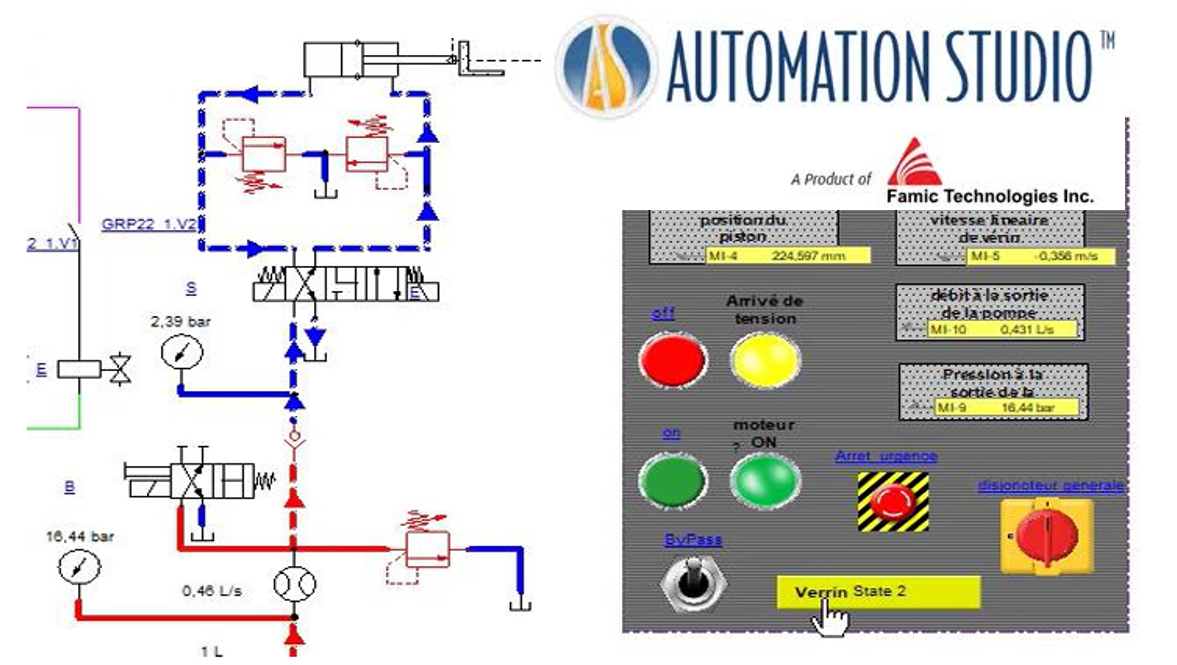 AUTOMATION STUDIO™
A Product of
Famic Technologies Inc.
GRP22_1.V2
2_1.V1
E
S
2,39 bar
E
B
16,44 bar
0,46 L/s
1 L
position du
piston
MI-4 224,597 mm
vitesse lineaire
de vérin
MI-5 -0,356 m/s
off
Arrivé de
tension
débit à la sortie
de la pompe
MI-10 0,431 L/s
Pression à la
sortie de la
MI-9 16,44 bar
on
moteur
? ON
Arret_urgence
disjonoteur generale
ByPass
Verrin State 2